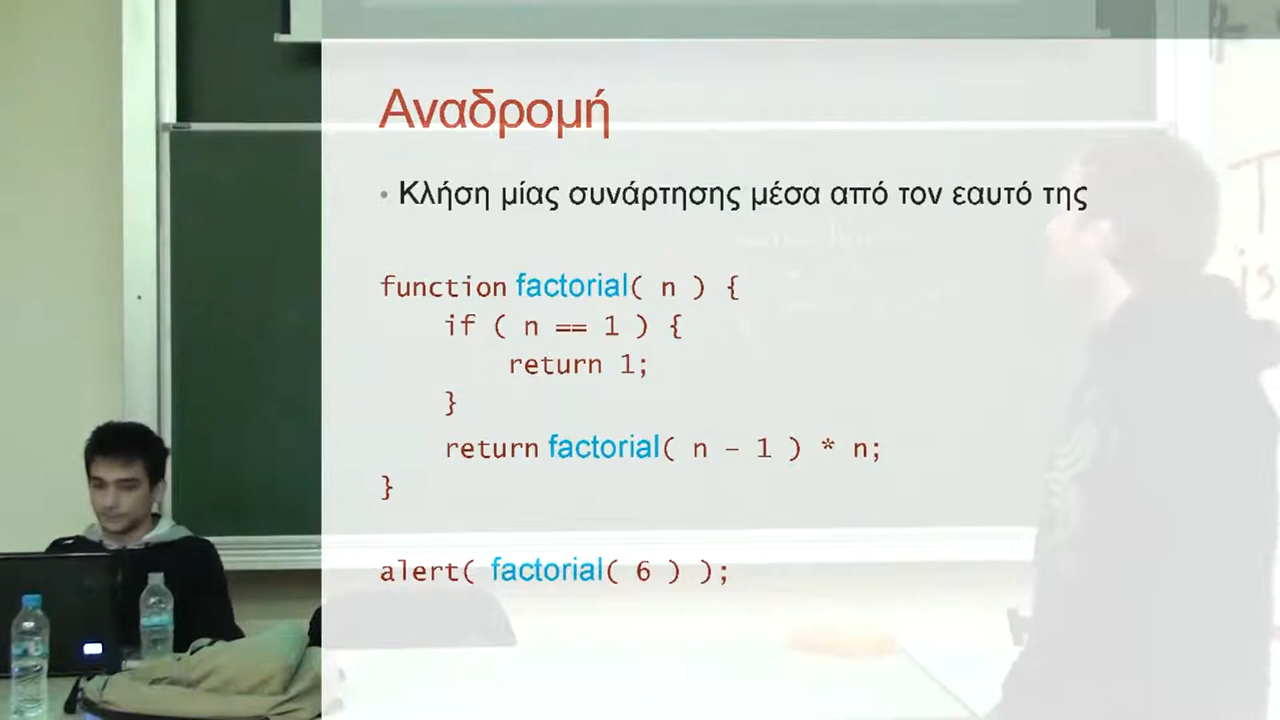 Αναδρομή
• Κλήση μίας συνάρτησης μέσα από τον εαυτό της
function factorial( n ) {
if ( n == 1 ) {
return 1;
}
return factorial( n – 1 ) * n;
}
alert( factorial( 6 ) );